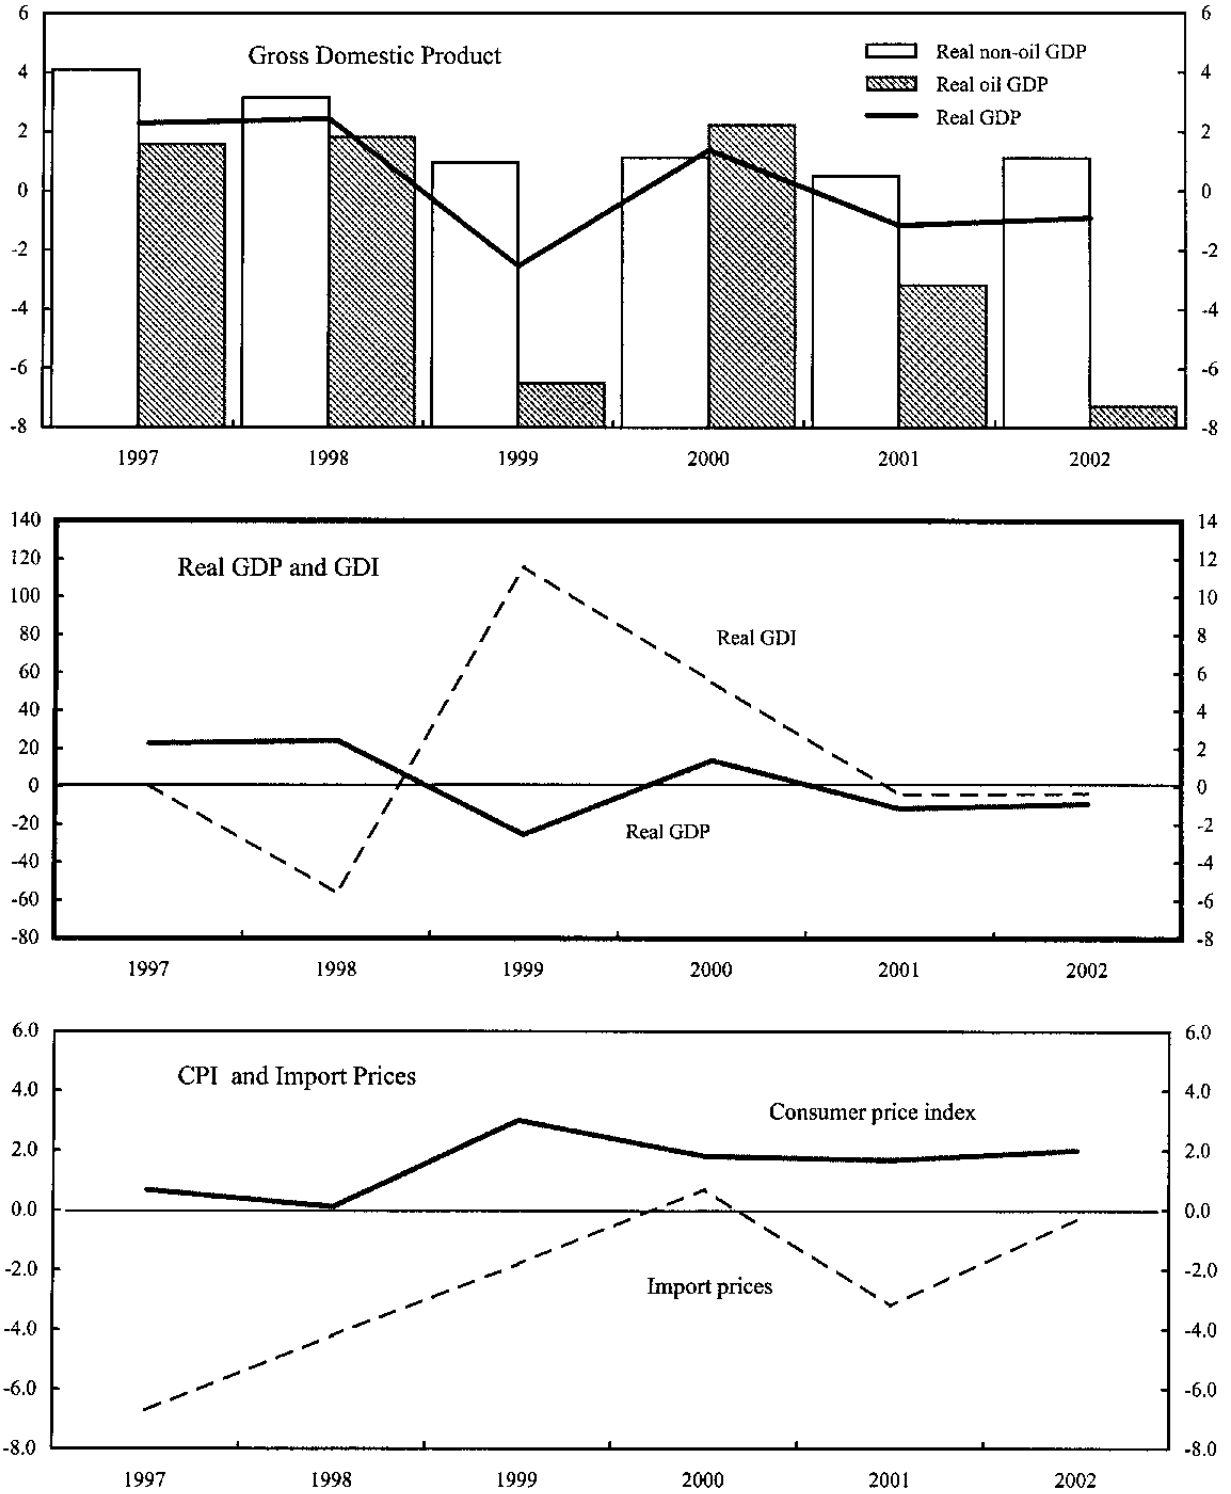 6 6
Gross Domestic Product
Real non-oil GDP
4 4
Real oil GDP
Real GDP
2 2
0 0
-2 -2
-4 -4
-6 -6
-8 -8
1997 1998 1999 2000 2001 2002
140 14
Real GDP and GDI
120 12
100 10
80 8
Real GDI
60 6
40 4
20 2
0 0
-20 -2
Real GDP
-40 -4
-60 -6
-80 -8
1997 1998 1999 2000 2001 2002
6.0 6.0
CPI and Import Prices
4.0 4.0
Consumer price index
2.0 2.0
0.0 0.0
-2.0 -2.0
Import prices
-4.0 -4.0
-6.0 -6.0
-8.0 -8.0
1997 1998 1999 2000 2001 2002